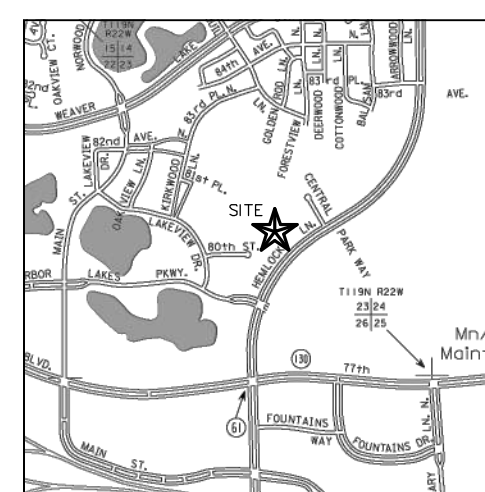 T119N
R22W
15 14
22 23
NORWOOD
OAKVIEW CT.
PL.
WEAVER
LAKE
84th AVE.
83rd PL. N.
GOLDEN ROD LN.
FORESTVIEW LN.
N.
N.
N.
83rd PL.
DEERWOOD
COTTONWOOD
BALSAM
ARROWWOOD
83rd AVE.
82nd AVE. N.
LAKEVIEW DR.
OAKVIEW LN.
KIRKWOOD LN.
81st PL.
MAIN ST.
LAKEVIEW DR.
80th ST.
SITE
HEMLOCK LN.
CENTRAL PARK WAY
RBOR LAKES PKWY.
T119N R22W
23 24
26 25
Mn/
Maint
BLVD.
130
77th
61
FOUNTAINS WAY
FOUNTAINS DR.
LN. N.
ARY
MAIN ST.